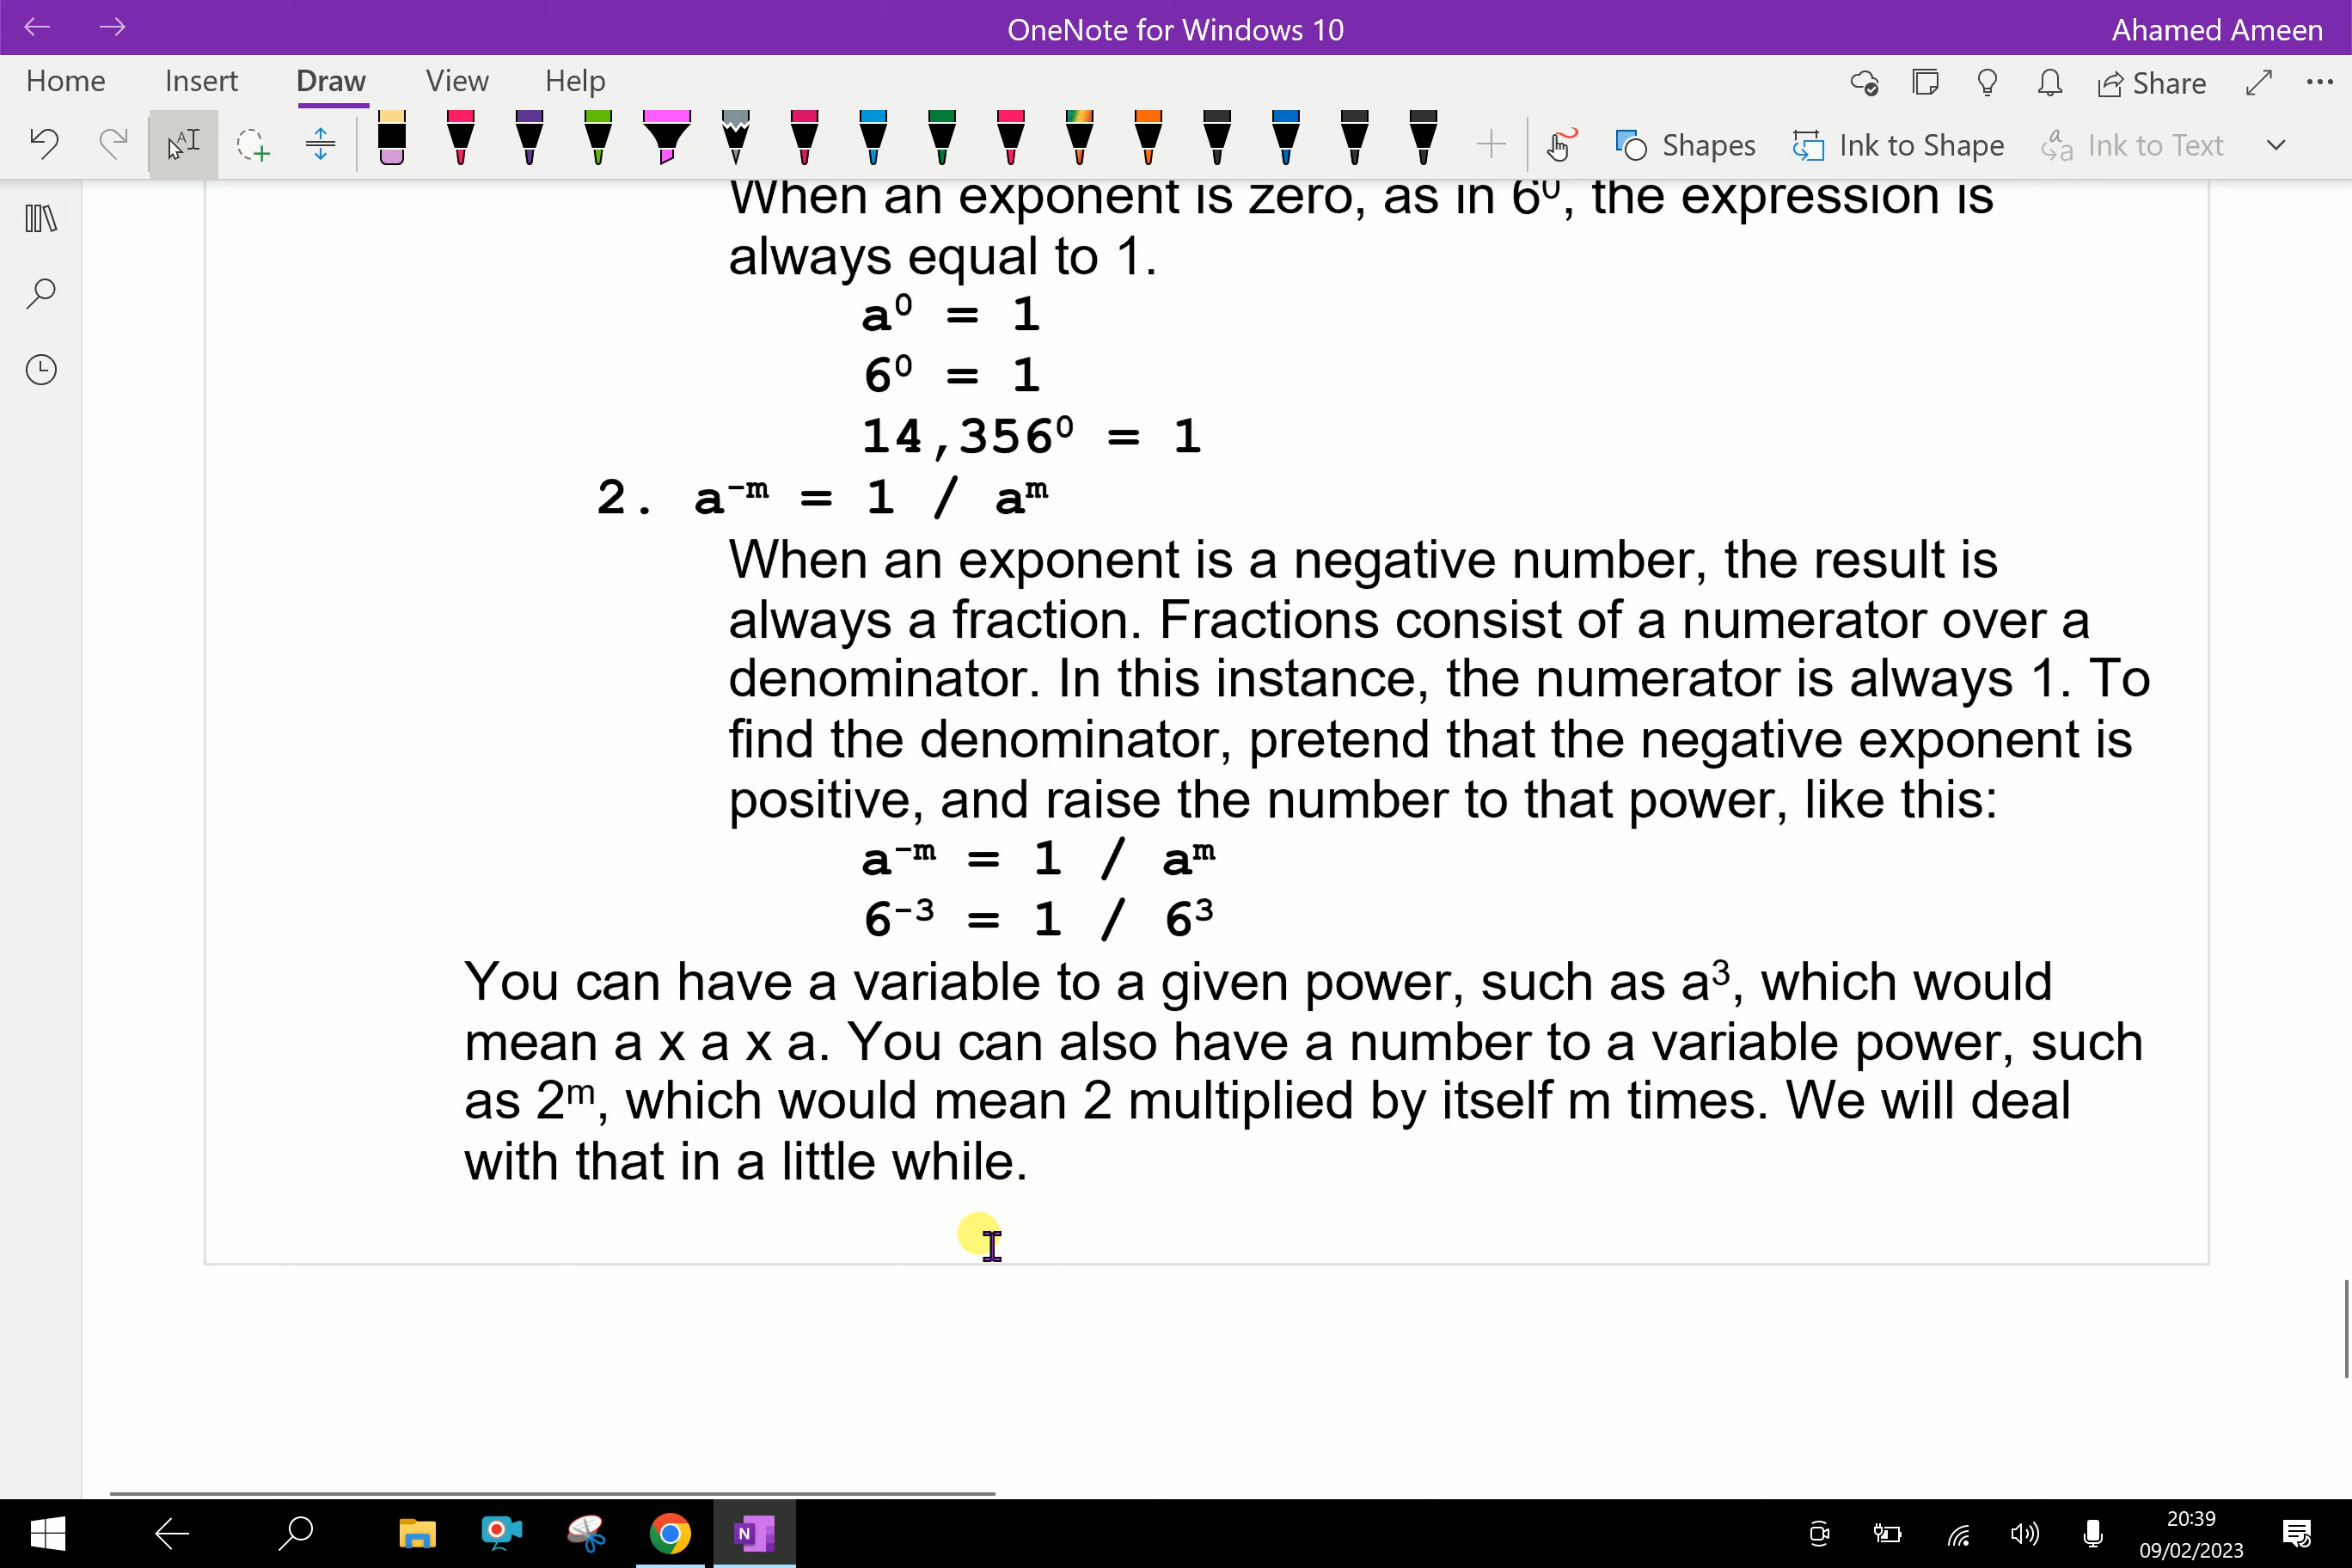 OneNote for Windows 10
Ahamed Ameen
Home Insert Draw View Help
Share
Shapes Ink to Shape Ink to Text
When an exponent is zero, as in 6⁰, the expression is
always equal to 1.
a⁰ = 1
6⁰ = 1
14,356⁰ = 1
2. a⁻ᵐ = 1 / aᵐ
When an exponent is a negative number, the result is
always a fraction. Fractions consist of a numerator over a
denominator. In this instance, the numerator is always 1. To
find the denominator, pretend that the negative exponent is
positive, and raise the number to that power, like this:
a⁻ᵐ = 1 / aᵐ
6⁻³ = 1 / 6³
You can have a variable to a given power, such as a³, which would
mean a x a x a. You can also have a number to a variable power, such
as 2ᵐ, which would mean 2 multiplied by itself m times. We will deal
with that in a little while.
20:39
09/02/2023